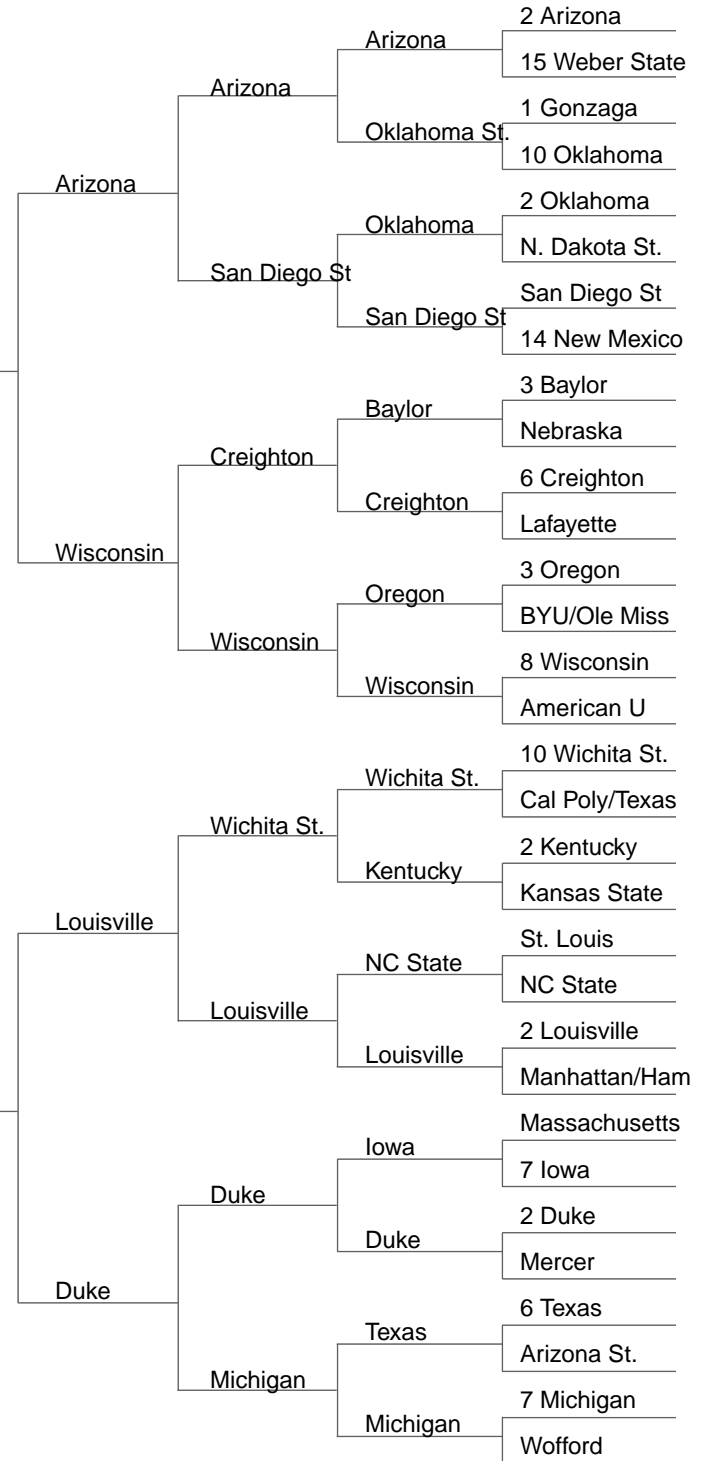 2 Arizona
Arizona
15 Weber State
Arizona
1 Gonzaga
Oklahoma St.
10 Oklahoma
Arizona
2 Oklahoma
Oklahoma
N. Dakota St.
San Diego St
San Diego St
San Diego St
14 New Mexico
3 Baylor
Baylor
Nebraska
Creighton
6 Creighton
Creighton
Lafayette
Wisconsin
3 Oregon
Oregon
BYU/Ole Miss
Wisconsin
8 Wisconsin
Wisconsin
American U
10 Wichita St.
Wichita St.
Cal Poly/Texas
Wichita St.
2 Kentucky
Kentucky
Kansas State
Louisville
St. Louis
NC State
NC State
Louisville
2 Louisville
Louisville
Manhattan/Ham
Massachusetts
Iowa
7 Iowa
Duke
2 Duke
Duke
Mercer
Duke
6 Texas
Texas
Arizona St.
Michigan
7 Michigan
Michigan
Wofford